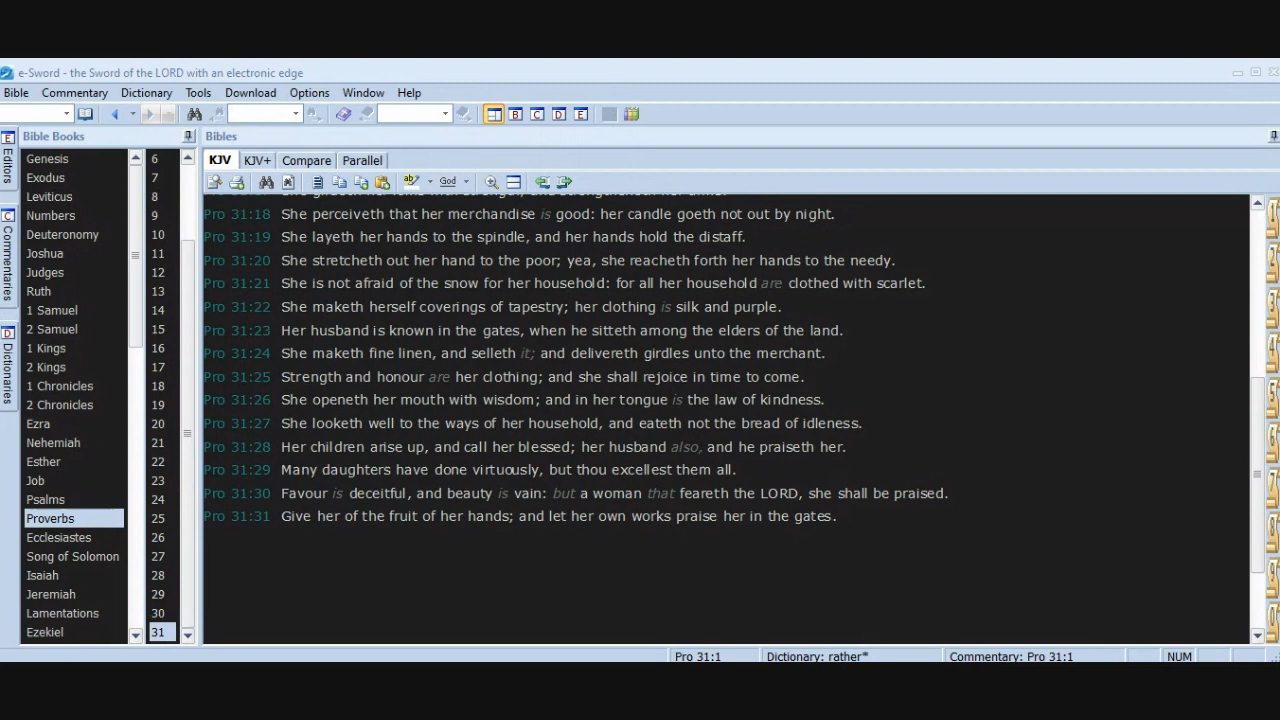 e-Sword - the Sword of the LORD with an electronic edge
Bible Commentary Dictionary Tools Download Options Window Help
B C D E
E Editors
C Commentaries
D Dictionaries
Bible Books
Genesis
Exodus
Leviticus
Numbers
Deuteronomy
Joshua
Judges
Ruth
1 Samuel
2 Samuel
1 Kings
2 Kings
1 Chronicles
2 Chronicles
Ezra
Nehemiah
Esther
Job
Psalms
Proverbs
Ecclesiastes
Song of Solomon
Isaiah
Jeremiah
Lamentations
Ezekiel
6
7
8
9
10
11
12
13
14
15
16
17
18
19
20
21
22
23
24
25
26
27
28
29
30
31
Bibles
KJV KJV+ Compare Parallel
ab God
Pro 31:18 She perceiveth that her merchandise is good: her candle goeth not out by night.
Pro 31:19 She layeth her hands to the spindle, and her hands hold the distaff.
Pro 31:20 She stretcheth out her hand to the poor; yea, she reacheth forth her hands to the needy.
Pro 31:21 She is not afraid of the snow for her household: for all her household are clothed with scarlet.
Pro 31:22 She maketh herself coverings of tapestry; her clothing is silk and purple.
Pro 31:23 Her husband is known in the gates, when he sitteth among the elders of the land.
Pro 31:24 She maketh fine linen, and selleth it; and delivereth girdles unto the merchant.
Pro 31:25 Strength and honour are her clothing; and she shall rejoice in time to come.
Pro 31:26 She openeth her mouth with wisdom; and in her tongue is the law of kindness.
Pro 31:27 She looketh well to the ways of her household, and eateth not the bread of idleness.
Pro 31:28 Her children arise up, and call her blessed; her husband also, and he praiseth her.
Pro 31:29 Many daughters have done virtuously, but thou excellest them all.
Pro 31:30 Favour is deceitful, and beauty is vain: but a woman that feareth the LORD, she shall be praised.
Pro 31:31 Give her of the fruit of her hands; and let her own works praise her in the gates.
1
2
3
4
5
6
7
8
9
0
Pro 31:1 Dictionary: rather* Commentary: Pro 31:1 NUM